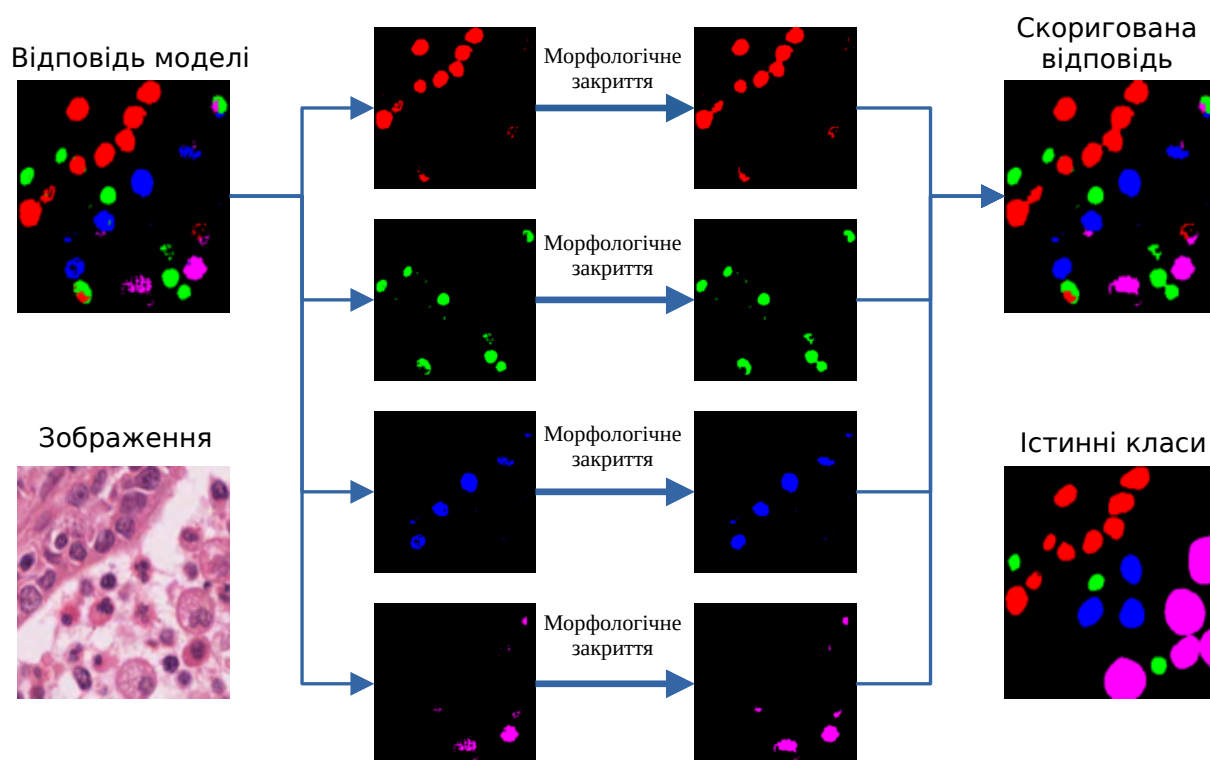 Відповідь моделі
Морфологічне
закриття
Скоригована
відповідь
Морфологічне
закриття
Зображення
Морфологічне
закриття
Істинні класи
Морфологічне
закриття